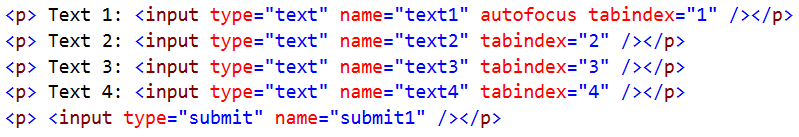 <p> Text 1: <input type="text" name="text1" autofocus tabindex="1" /></p>
<p> Text 2: <input type="text" name="text2" tabindex="2" /></p>
<p> Text 3: <input type="text" name="text3" tabindex="3" /></p>
<p> Text 4: <input type="text" name="text4" tabindex="4" /></p>
<p> <input type="submit" name="submit1" /></p>